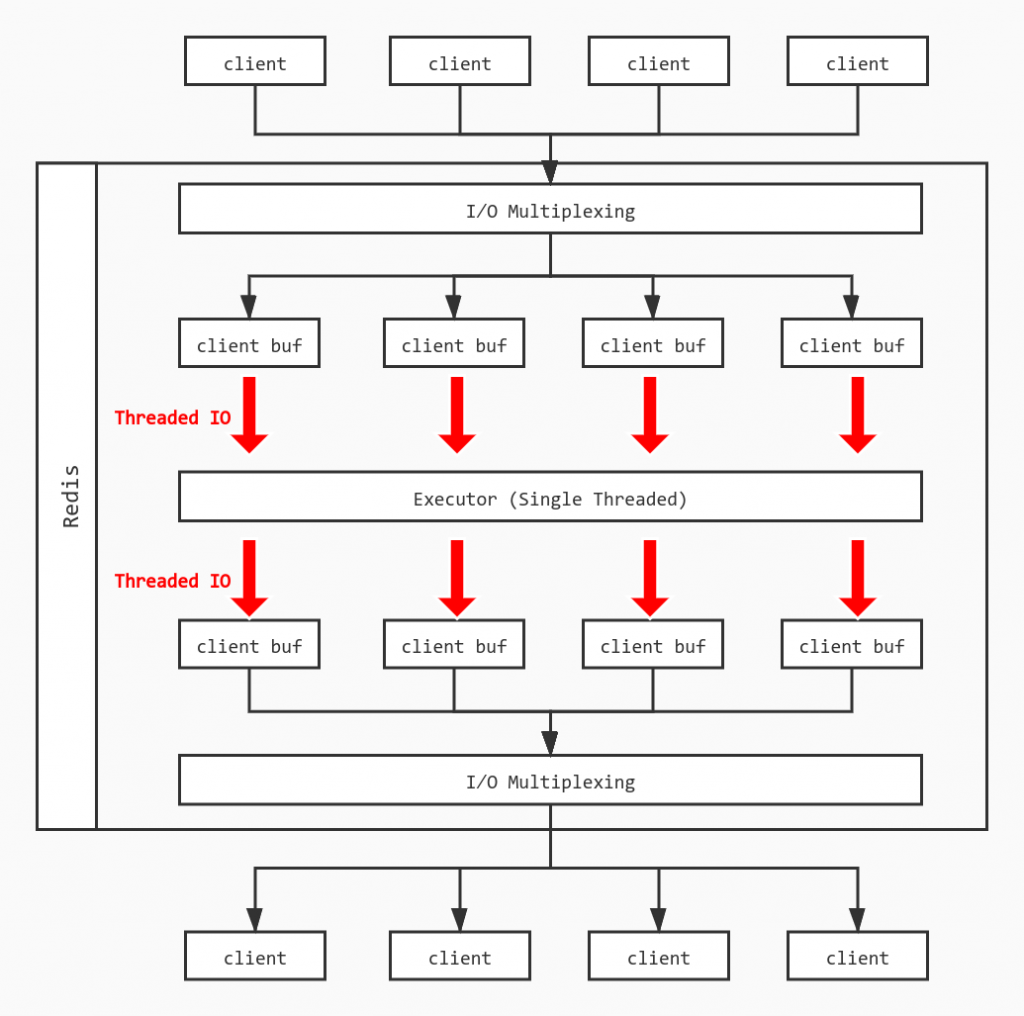 client
client
client
client
I/O Multiplexing
client buf
client buf
client buf
client buf
Threaded IO
Redis
Executor (Single Threaded)
Threaded IO
client buf
client buf
client buf
client buf
I/O Multiplexing
client
client
client
client